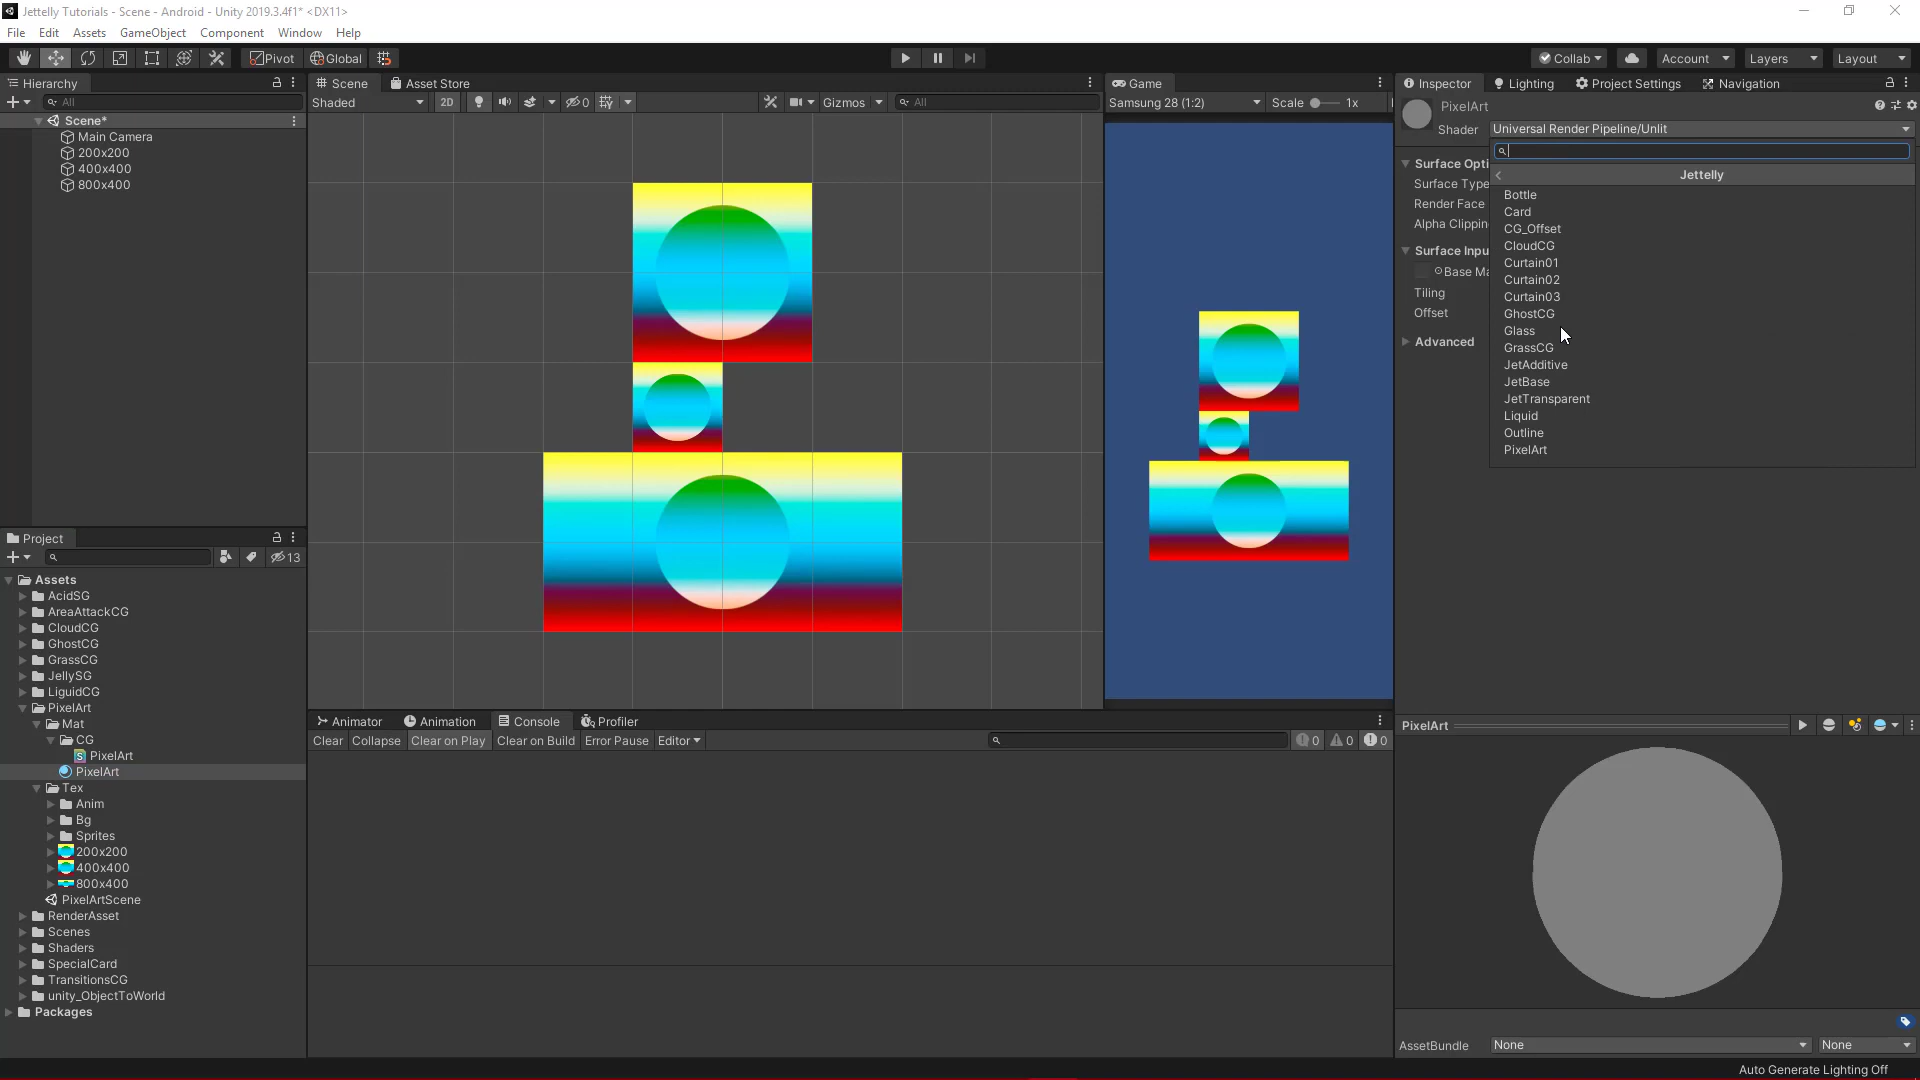 Jettelly Tutorials - Scene - Android - Unity 2019.3.4f1* <DX11>
File Edit Assets GameObject Component Window Help
Pivot Global Collab Account Layers Layout
Hierarchy
All
Scene*
Main Camera
200x200
400x400
800x400
Scene Asset Store
Shaded 2D 0 Gizmos All
Game
Samsung 28 (1:2) Scale 1x
Inspector Lighting Project Settings Navigation
PixelArt
Shader Universal Render Pipeline/Unlit
Surface Opti
Surface Type
Render Face
Alpha Clippin
Surface Inpu
Base Ma
Tiling
Offset
Advanced
Jettelly
Bottle
Card
CG_Offset
CloudCG
Curtain01
Curtain02
Curtain03
GhostCG
Glass
GrassCG
JetAdditive
JetBase
JetTransparent
Liquid
Outline
PixelArt
Project
13
Assets
AcidSG
AreaAttackCG
CloudCG
GhostCG
GrassCG
JellySG
LiguidCG
PixelArt
Mat
CG
PixelArt
PixelArt
Tex
Anim
Bg
Sprites
200x200
400x400
800x400
PixelArtScene
RenderAsset
Scenes
Shaders
SpecialCard
TransitionsCG
unity_ObjectToWorld
Packages
Animator Animation Console Profiler
Clear Collapse Clear on Play Clear on Build Error Pause Editor 0 0 0
PixelArt
AssetBundle None None
Auto Generate Lighting Off